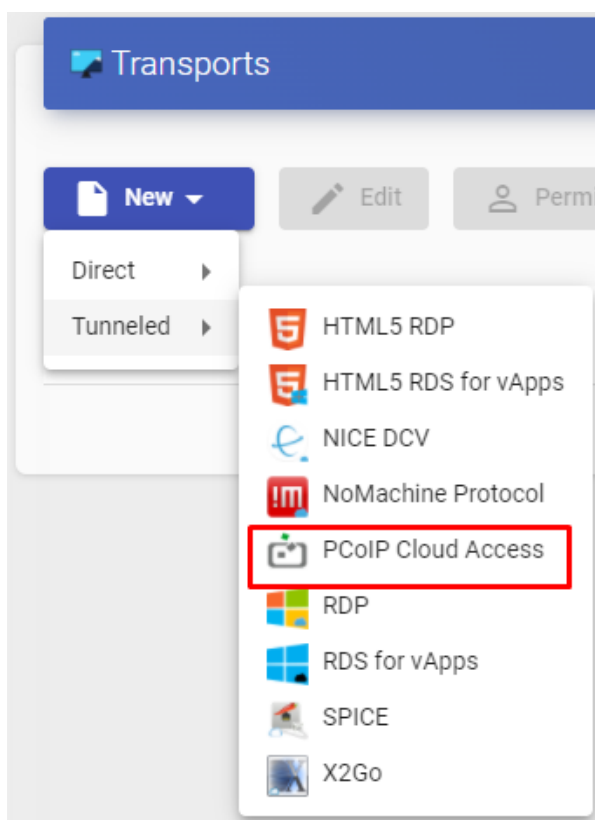 Transports
New
Edit
Perm
Direct
Tunneled
HTML5 RDP
HTML5 RDS for vApps
NICE DCV
NoMachine Protocol
PCoIP Cloud Access
RDP
RDS for vApps
SPICE
X2Go